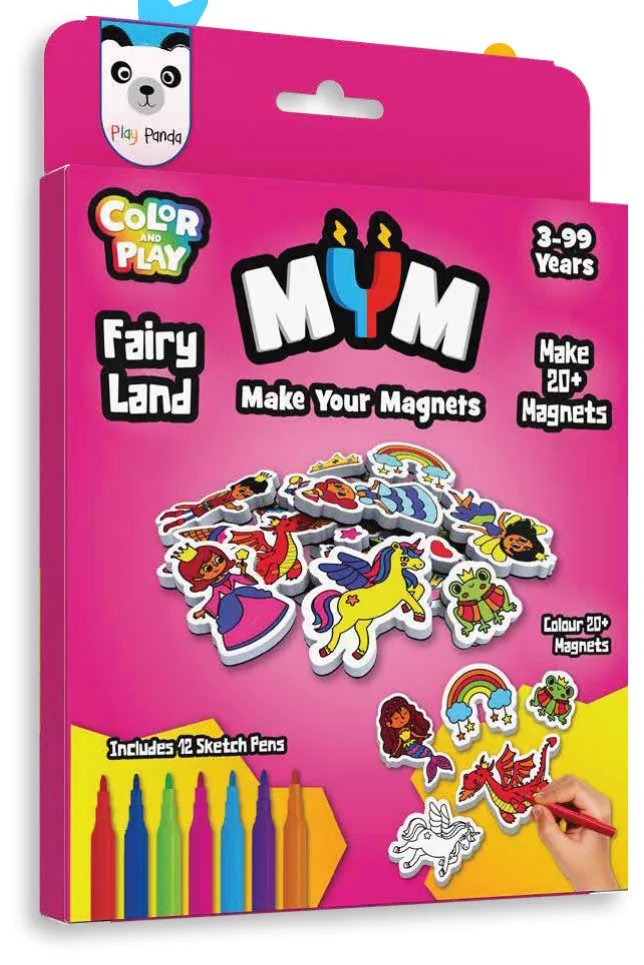 Play Panda
COLOR
AND
PLAY
MYM
3-99
Years
Fairy
Land
Make Your Magnets
Make
20+
Magnets
Colour 20+
Magnets
Includes 12 Sketch Pens